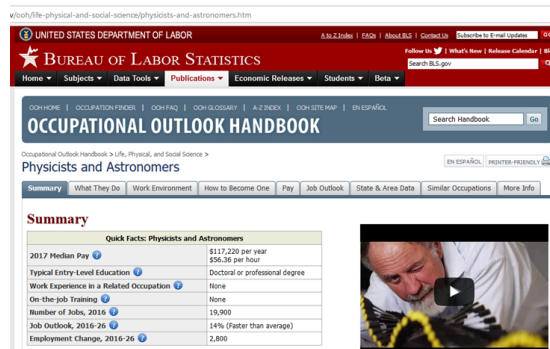 v/ooh/life-physical-and-social-science/physicists-and-astronomers.htm
UNITED STATES DEPARTMENT OF LABOR
A to Z Index | FAQs | About BLS | Contact Us Subscribe to E-mail Updates GO
Follow Us | What's New | Release Calendar | Bl
BUREAU OF LABOR STATISTICS
Search BLS.gov
Home Subjects Data Tools Publications Economic Releases Students Beta
OOH HOME | OCCUPATION FINDER | OOH FAQ | OOH GLOSSARY | A-Z INDEX | OOH SITE MAP | EN ESPAÑOL
OCCUPATIONAL OUTLOOK HANDBOOK
Search Handbook Go
Occupational Outlook Handbook > Life, Physical, and Social Science >
EN ESPAÑOL PRINTER-FRIENDLY
Physicists and Astronomers
Summary What They Do Work Environment How to Become One Pay Job Outlook State & Area Data Similar Occupations More Info
Summary
Quick Facts: Physicists and Astronomers
2017 Median Pay $117,220 per year
$56.36 per hour
Typical Entry-Level Education Doctoral or professional degree
Work Experience in a Related Occupation None
On-the-job Training None
Number of Jobs, 2016 19,900
Job Outlook, 2016-26 14% (Faster than average)
Employment Change, 2016-26 2,800